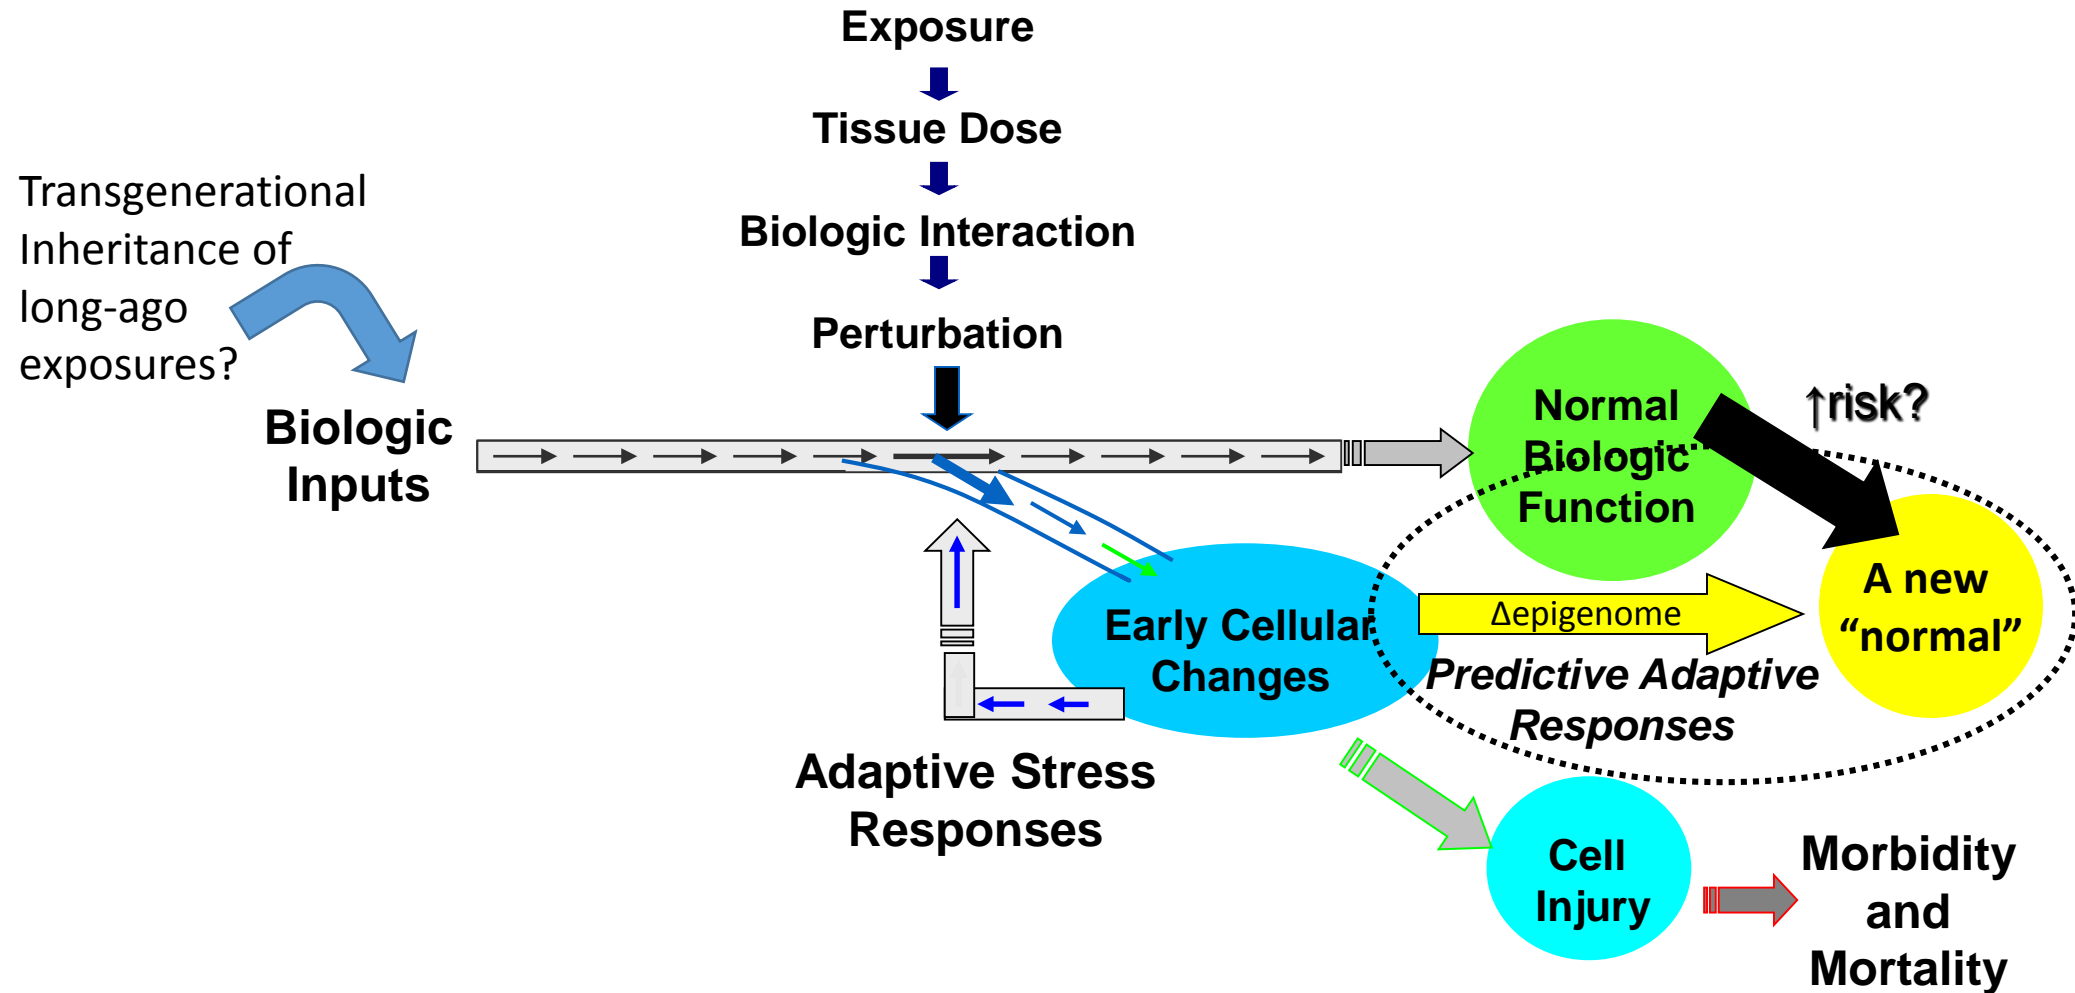 Exposure
Tissue Dose
Biologic Interaction
Perturbation
Transgenerational
Inheritance of
long-ago
exposures?
Biologic
Inputs
Normal
Biologic
Function
↑risk?
A new
“normal”
Early Cellular
Changes
Δepigenome
Predictive Adaptive
Responses
Adaptive Stress
Responses
Cell
Injury
Morbidity
and
Mortality